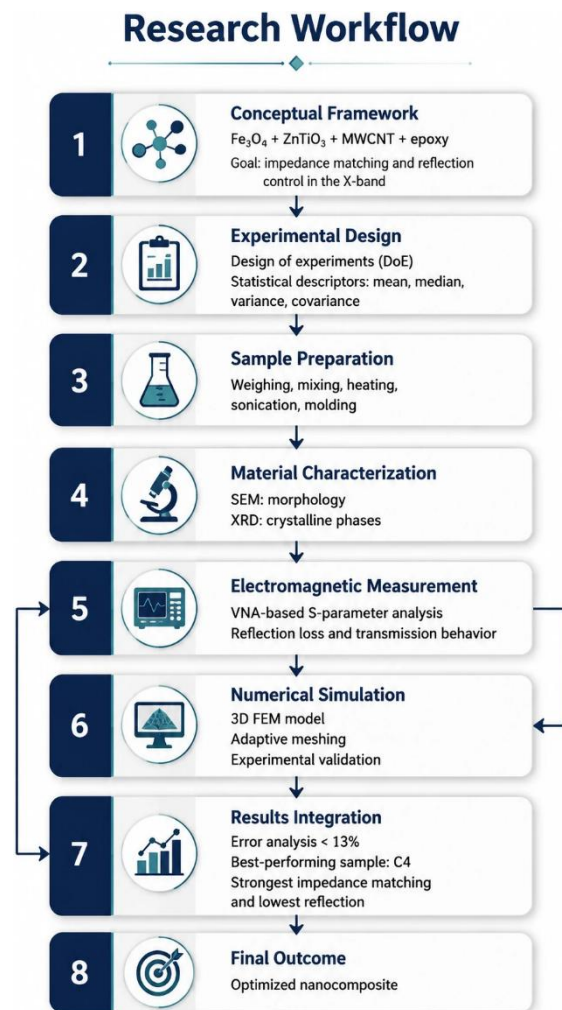 Research Workflow
1
Conceptual Framework
Fe₃O₄ + ZnTiO₃ + MWCNT + epoxy
Goal: impedance matching and reflection
control in the X-band
2
Experimental Design
Design of experiments (DoE)
Statistical descriptors: mean, median,
variance, covariance
3
Sample Preparation
Weighing, mixing, heating,
sonication, molding
4
Material Characterization
SEM: morphology
XRD: crystalline phases
5
Electromagnetic Measurement
VNA-based S-parameter analysis
Reflection loss and transmission behavior
6
Numerical Simulation
3D FEM model
Adaptive meshing
Experimental validation
7
Results Integration
Error analysis < 13%
Best-performing sample: C4
Strongest impedance matching
and lowest reflection
8
Final Outcome
Optimized nanocomposite